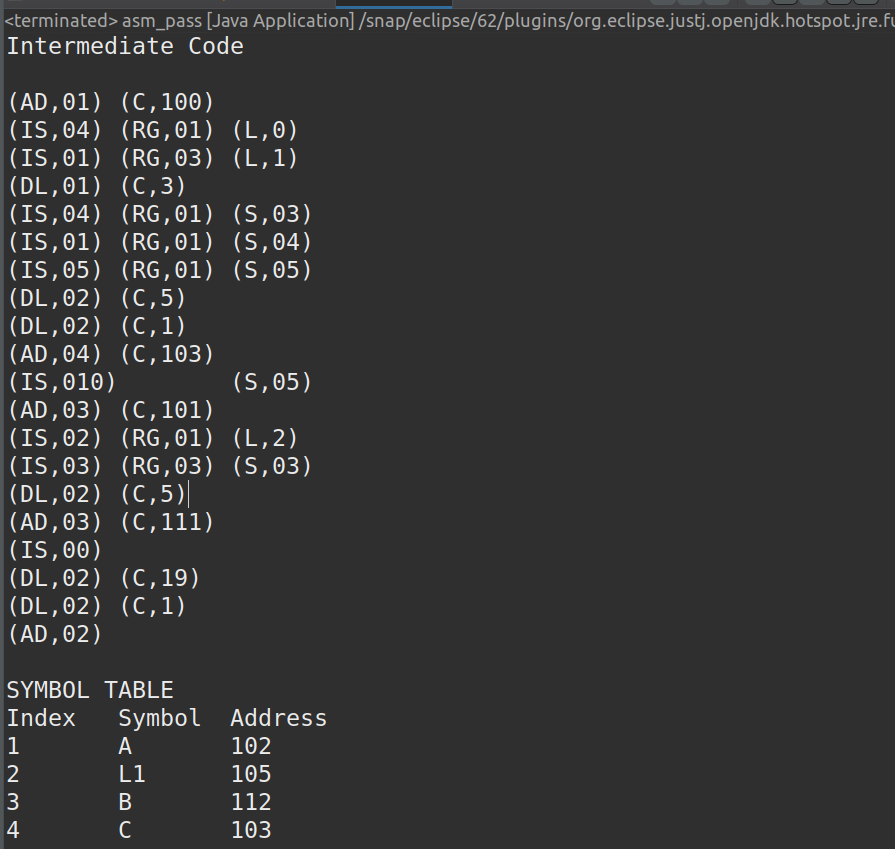 <terminated> asm_pass [Java Application] /snap/eclipse/62/plugins/org.eclipse.justj.openjdk.hotspot.jre.fu
Intermediate Code
(AD,01) (C,100)
(IS,04) (RG,01) (L,0)
(IS,01) (RG,03) (L,1)
(DL,01) (C,3)
(IS,04) (RG,01) (S,03)
(IS,01) (RG,01) (S,04)
(IS,05) (RG,01) (S,05)
(DL,02) (C,5)
(DL,02) (C,1)
(AD,04) (C,103)
(IS,010) (S,05)
(AD,03) (C,101)
(IS,02) (RG,01) (L,2)
(IS,03) (RG,03) (S,03)
(DL,02) (C,5)
(AD,03) (C,111)
(IS,00)
(DL,02) (C,19)
(DL,02) (C,1)
(AD,02)
SYMBOL TABLE
Index Symbol Address
1 A 102
2 L1 105
3 B 112
4 C 103